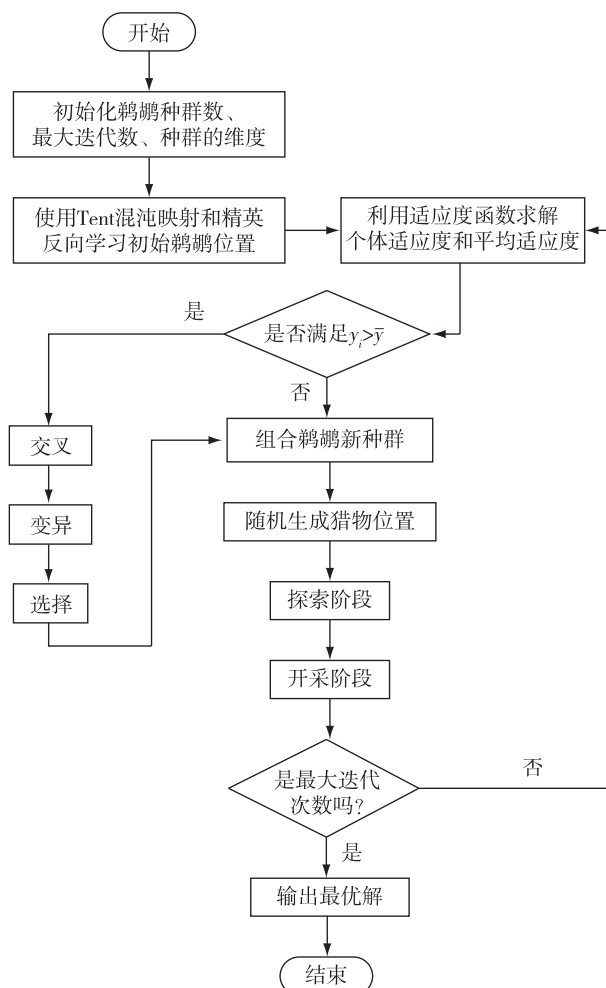 开始
初始化鹈鹕种群数、
最大迭代数、种群的维度
使用Tent混沌映射和精英
反向学习初始鹈鹕位置
利用适应度函数求解
个体适应度和平均适应度
是
是否满足yᵢ>ȳ
否
交叉
组合鹈鹕新种群
变异
随机生成猎物位置
选择
探索阶段
开采阶段
是最大迭代
次数吗?
否
是
输出最优解
结束